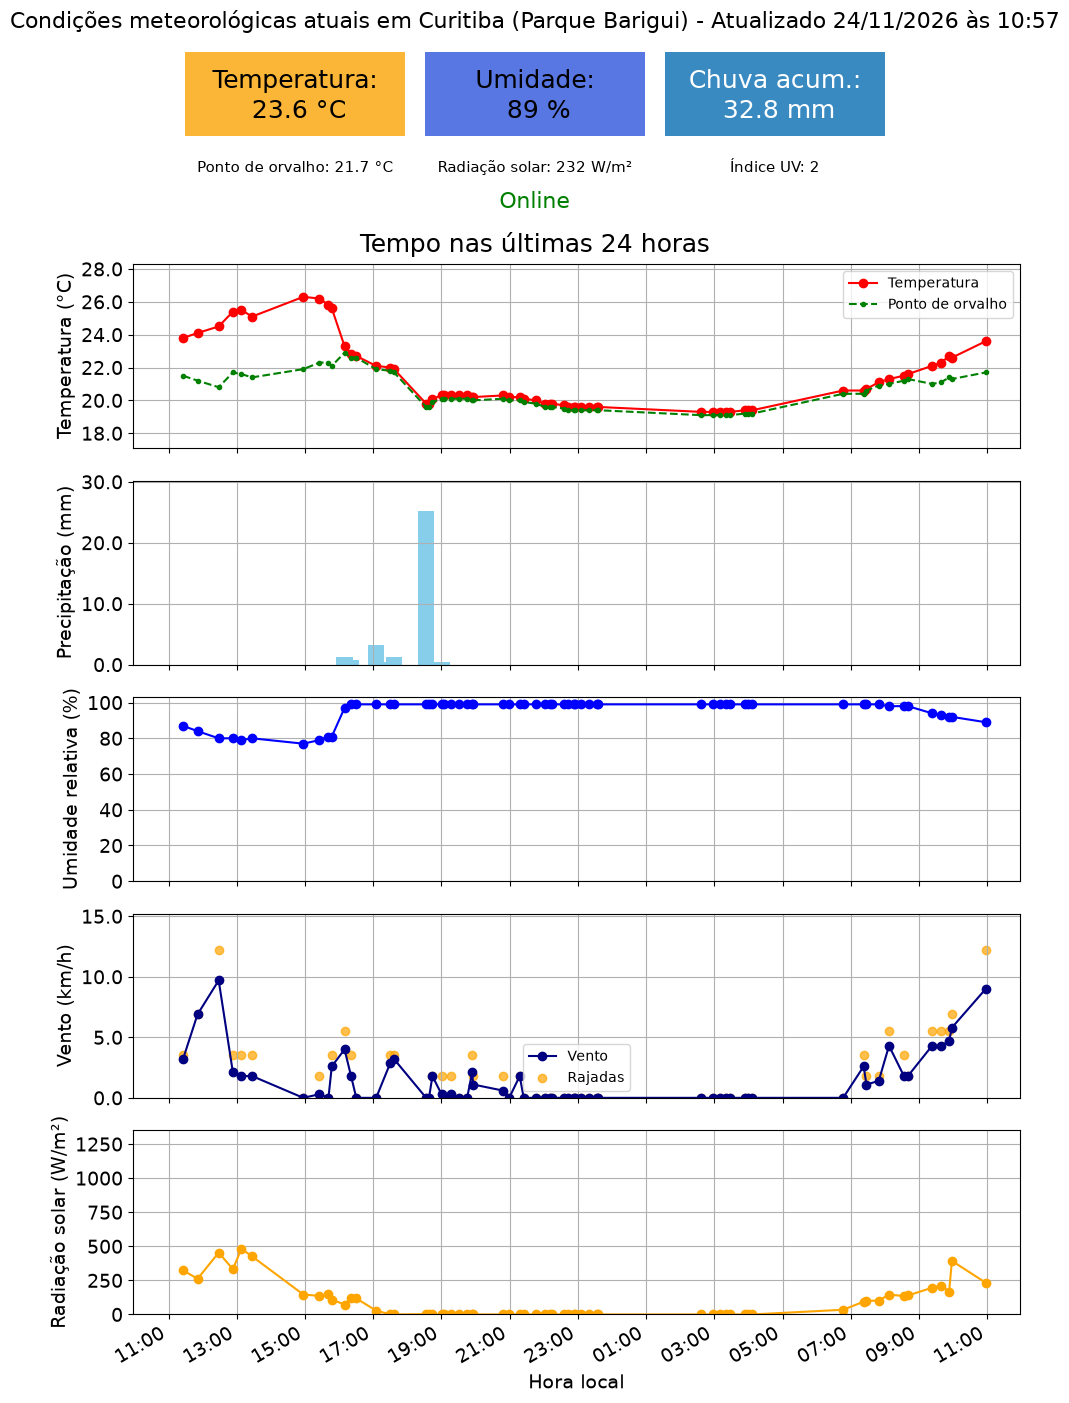 Condições meteorológicas atuais em Curitiba (Parque Barigui) - Atualizado 24/11/2026 às 10:57
Temperatura:
23.6 °C
Umidade:
89 %
Chuva acum.:
32.8 mm
Ponto de orvalho: 21.7 °C
Radiação solar: 232 W/m²
Índice UV: 2
Online
Tempo nas últimas 24 horas
Temperatura (°C)
28.0
26.0
24.0
22.0
20.0
18.0
Temperatura
Ponto de orvalho
Precipitação (mm)
30.0
20.0
10.0
0.0
Umidade relativa (%)
100
80
60
40
20
0
Vento (km/h)
15.0
10.0
5.0
0.0
Vento
Rajadas
Radiação solar (W/m²)
1250
1000
750
500
250
0
11:00
13:00
15:00
17:00
19:00
21:00
23:00
01:00
03:00
05:00
07:00
09:00
11:00
Hora local